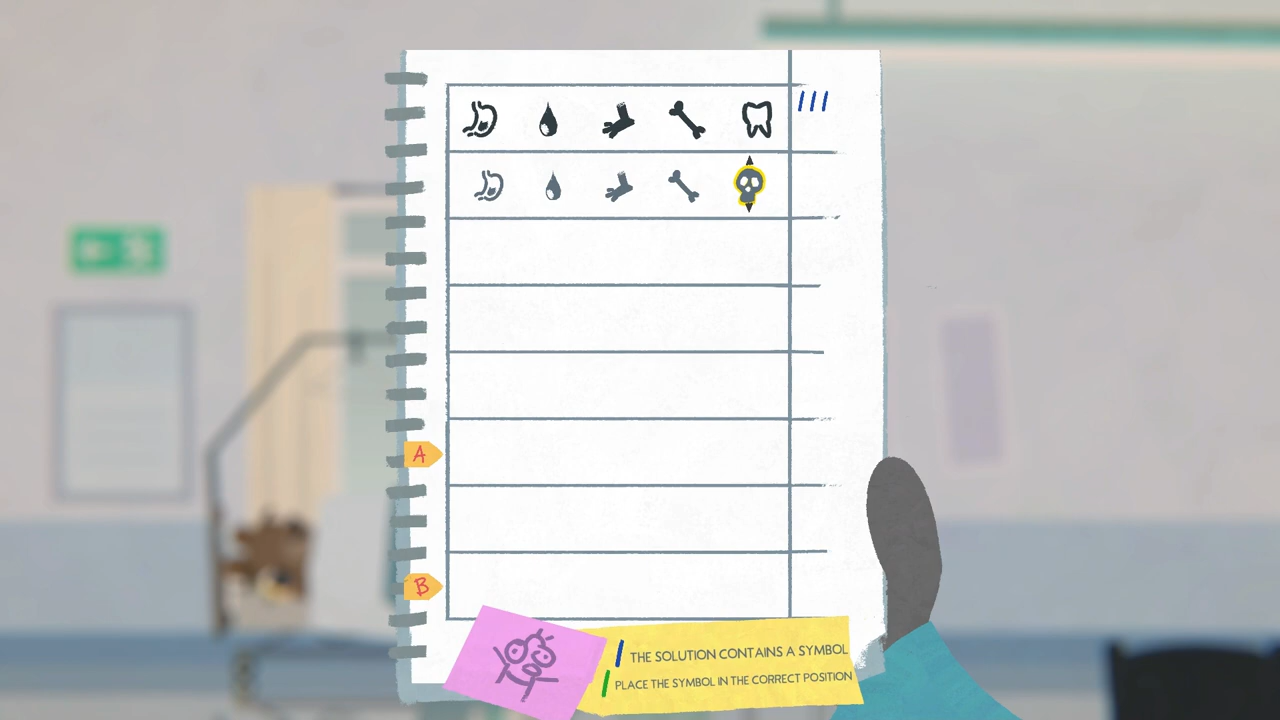 A
B
THE SOLUTION CONTAINS A SYMBOL
PLACE THE SYMBOL IN THE CORRECT POSITION